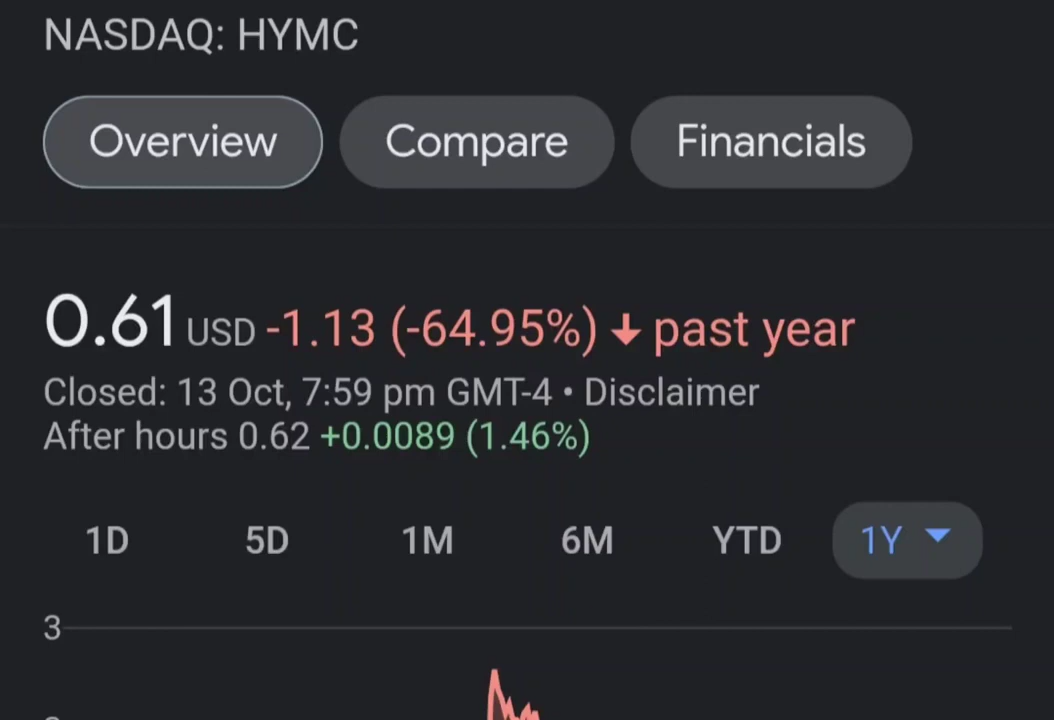 NASDAQ: HYMC
Overview Compare Financials
0.61 USD -1.13 (-64.95%) ↓ past year
Closed: 13 Oct, 7:59 pm GMT-4 • Disclaimer
After hours 0.62 +0.0089 (1.46%)
1D 5D 1M 6M YTD 1Y
3